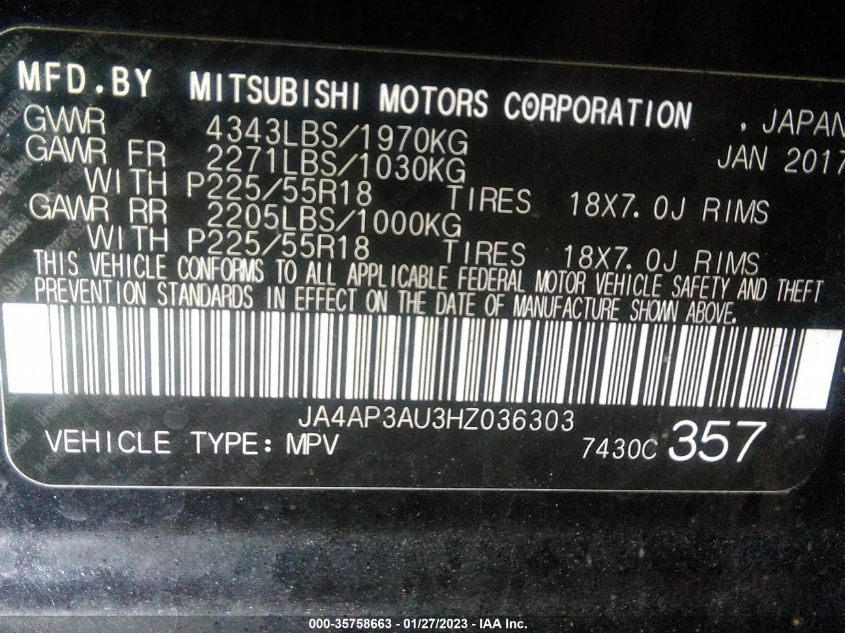 MFD.BY MITSUBISHI MOTORS CORPORATION , JAPAN
GVWR 4343LBS/1970KG JAN 2017
GAWR FR 2271LBS/1030KG
WITH P225/55R18 TIRES 18X7.0J RIMS
GAWR RR 2205LBS/1000KG
WITH P225/55R18 TIRES 18X7.0J RIMS
THIS VEHICLE CONFORMS TO ALL APPLICABLE FEDERAL MOTOR VEHICLE SAFETY AND THEFT
PREVENTION STANDARDS IN EFFECT ON THE DATE OF MANUFACTURE SHOWN ABOVE.
JA4AP3AU3HZ036303
VEHICLE TYPE: MPV 7430C 357
000-35758663 - 01/27/2023 - IAA Inc.